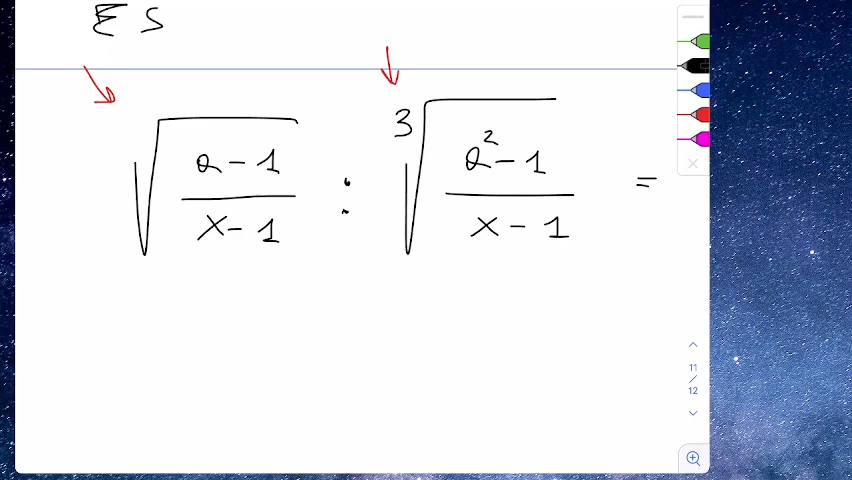 ES
√((a-1)/(x-1)) : ∛((a²-1)/(x-1)) =
11
/
12